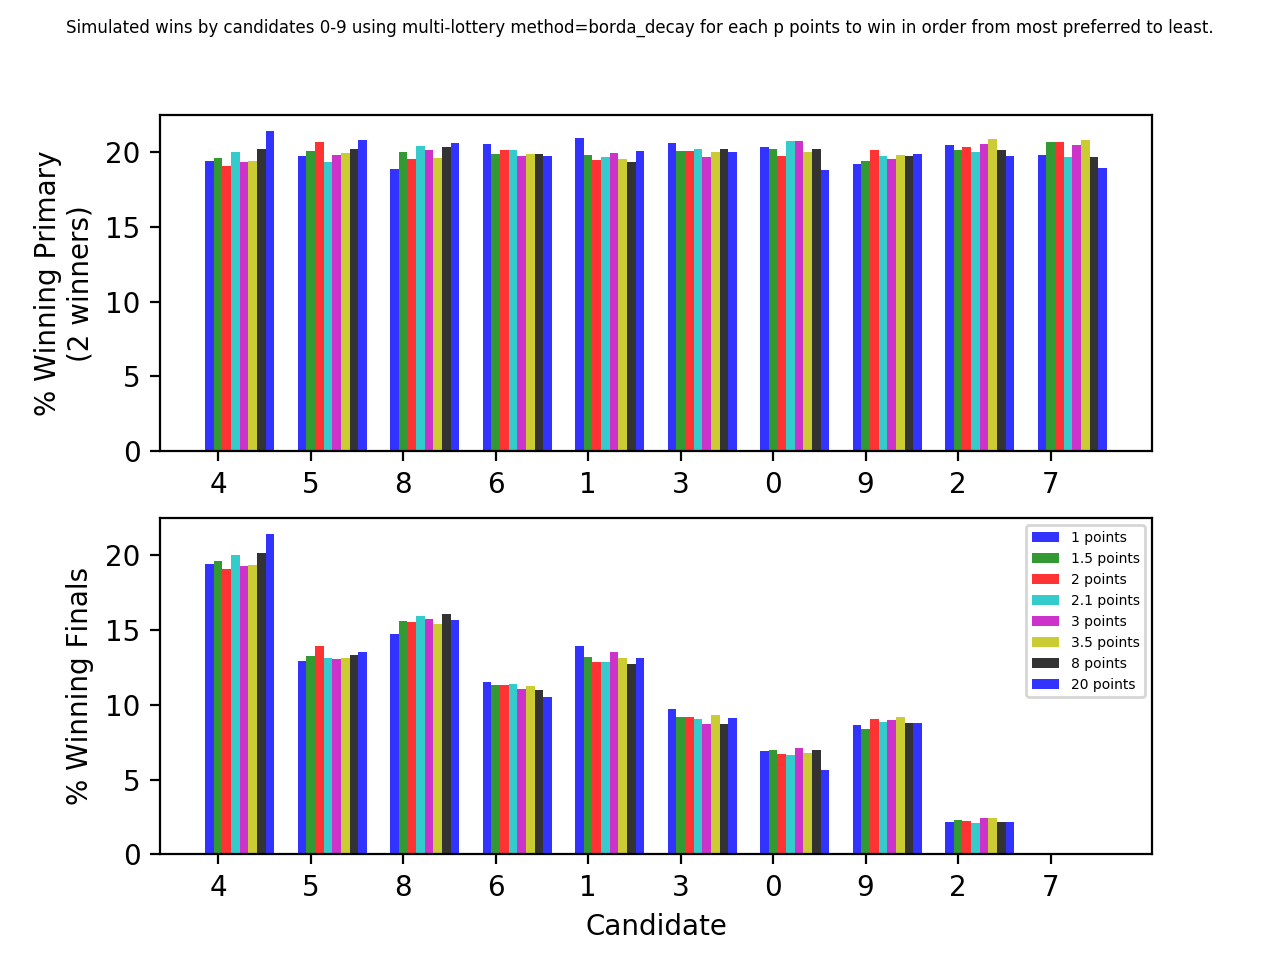 Simulated wins by candidates 0-9 using multi-lottery method=borda_decay for each p points to win in order from most preferred to least.
% Winning Primary
(2 winners)
20
15
10
5
0
4 5 8 6 1 3 0 9 2 7
% Winning Finals
20
15
10
5
0
1 points
1.5 points
2 points
2.1 points
3 points
3.5 points
8 points
20 points
4 5 8 6 1 3 0 9 2 7
Candidate